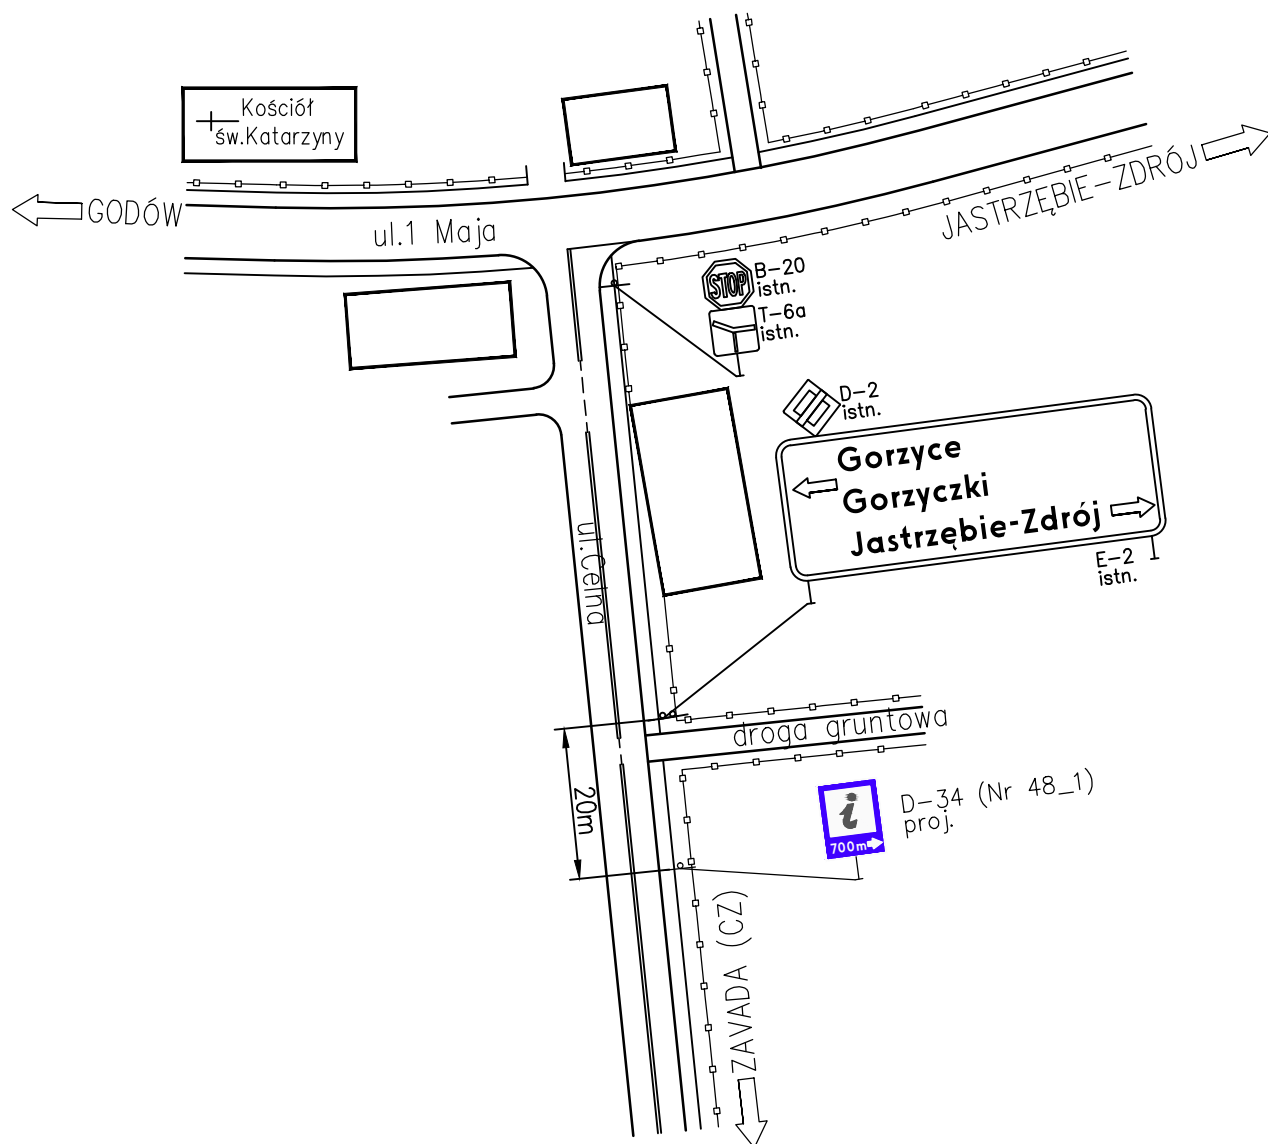 Kościół
św.Katarzyny
GODÓW
ul.1 Maja
JASTRZĘBIE-ZDRÓJ
STOP
B-20
istn.
T-6a
istn.
D-2
istn.
Gorzyce
Gorzyczki
Jastrzębie-Zdrój
E-2
istn.
ul.Celna
droga gruntowa
20m
i
700m
D-34 (Nr 48_1)
proj.
ZAVADA (CZ)